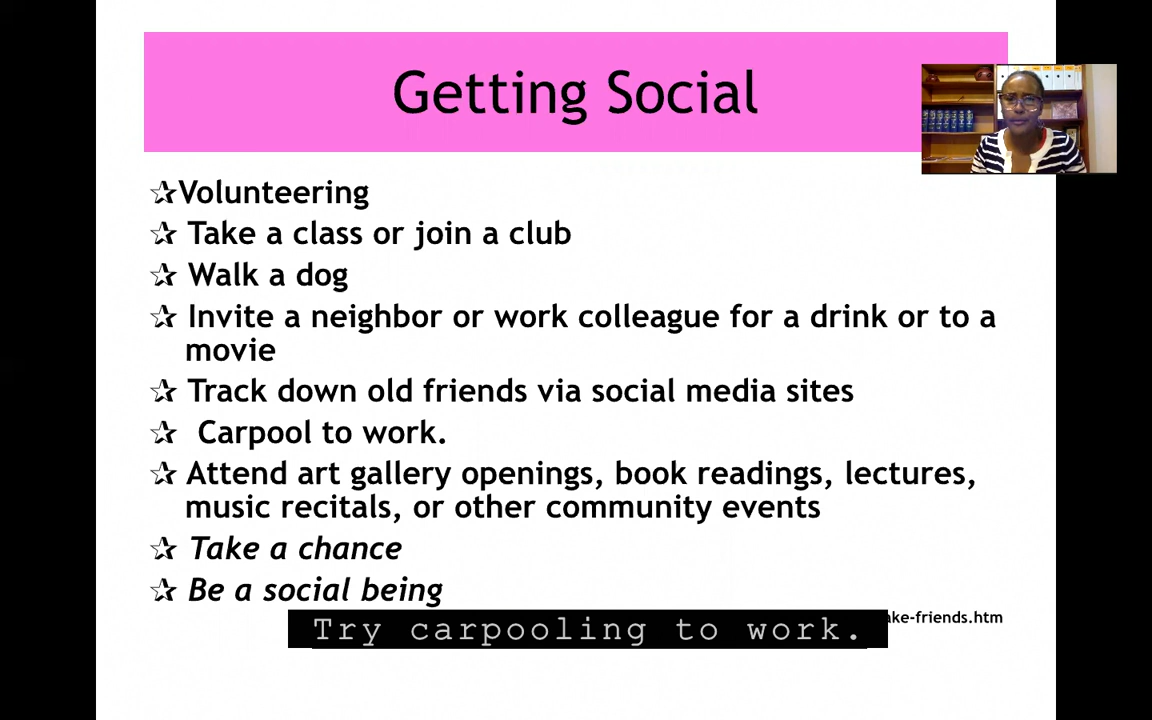 Getting Social
☆Volunteering
☆ Take a class or join a club
☆ Walk a dog
☆ Invite a neighbor or work colleague for a drink or to a
movie
☆ Track down old friends via social media sites
☆ Carpool to work.
☆ Attend art gallery openings, book readings, lectures,
music recitals, or other community events
☆ Take a chance
☆ Be a social being
ake-friends.htm
Try carpooling to work.